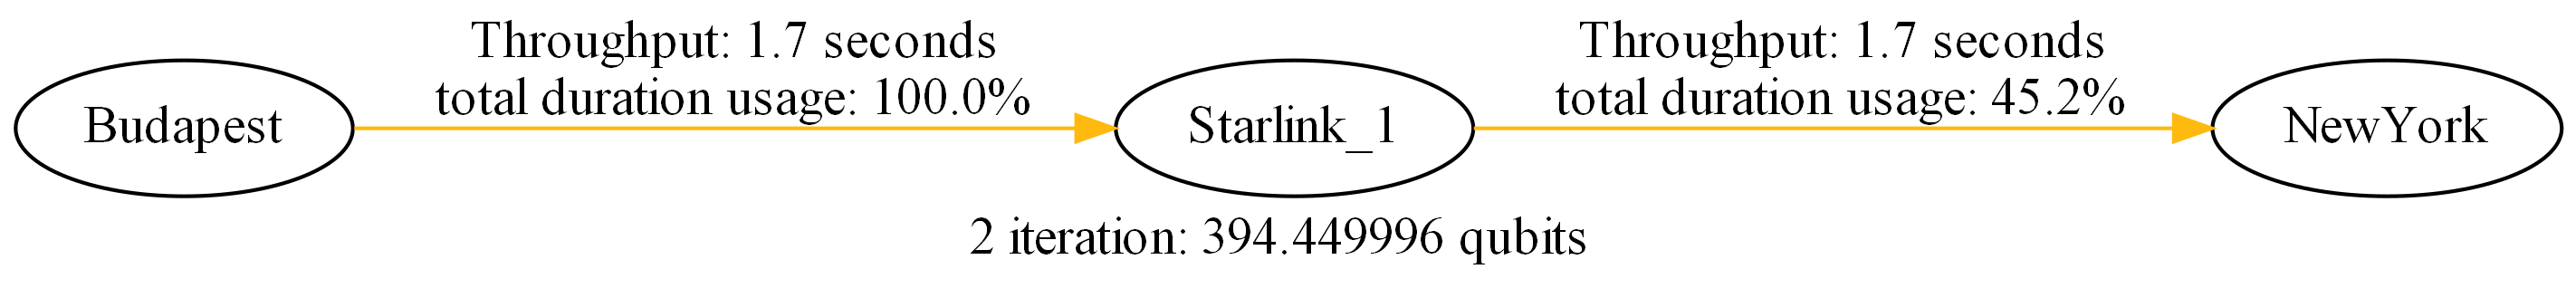 Throughput: 1.7 seconds
total duration usage: 100.0%
Throughput: 1.7 seconds
total duration usage: 45.2%
Budapest
Starlink_1
NewYork
2 iteration: 394.449996 qubits